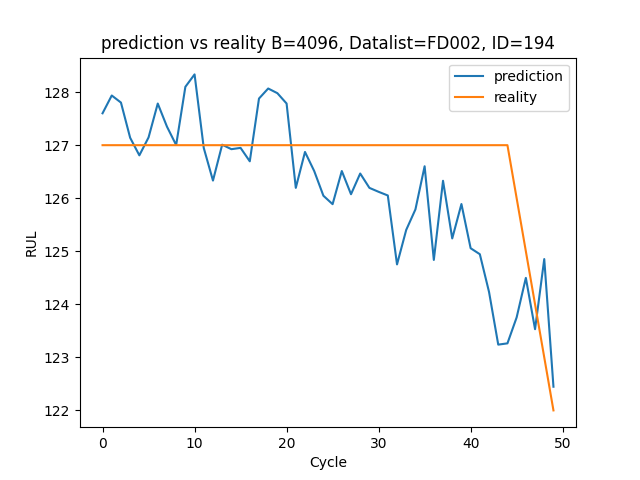 prediction vs reality B=4096, Datalist=FD002, ID=194
prediction
reality
128
127
126
125
124
123
122
RUL
0 10 20 30 40 50
Cycle